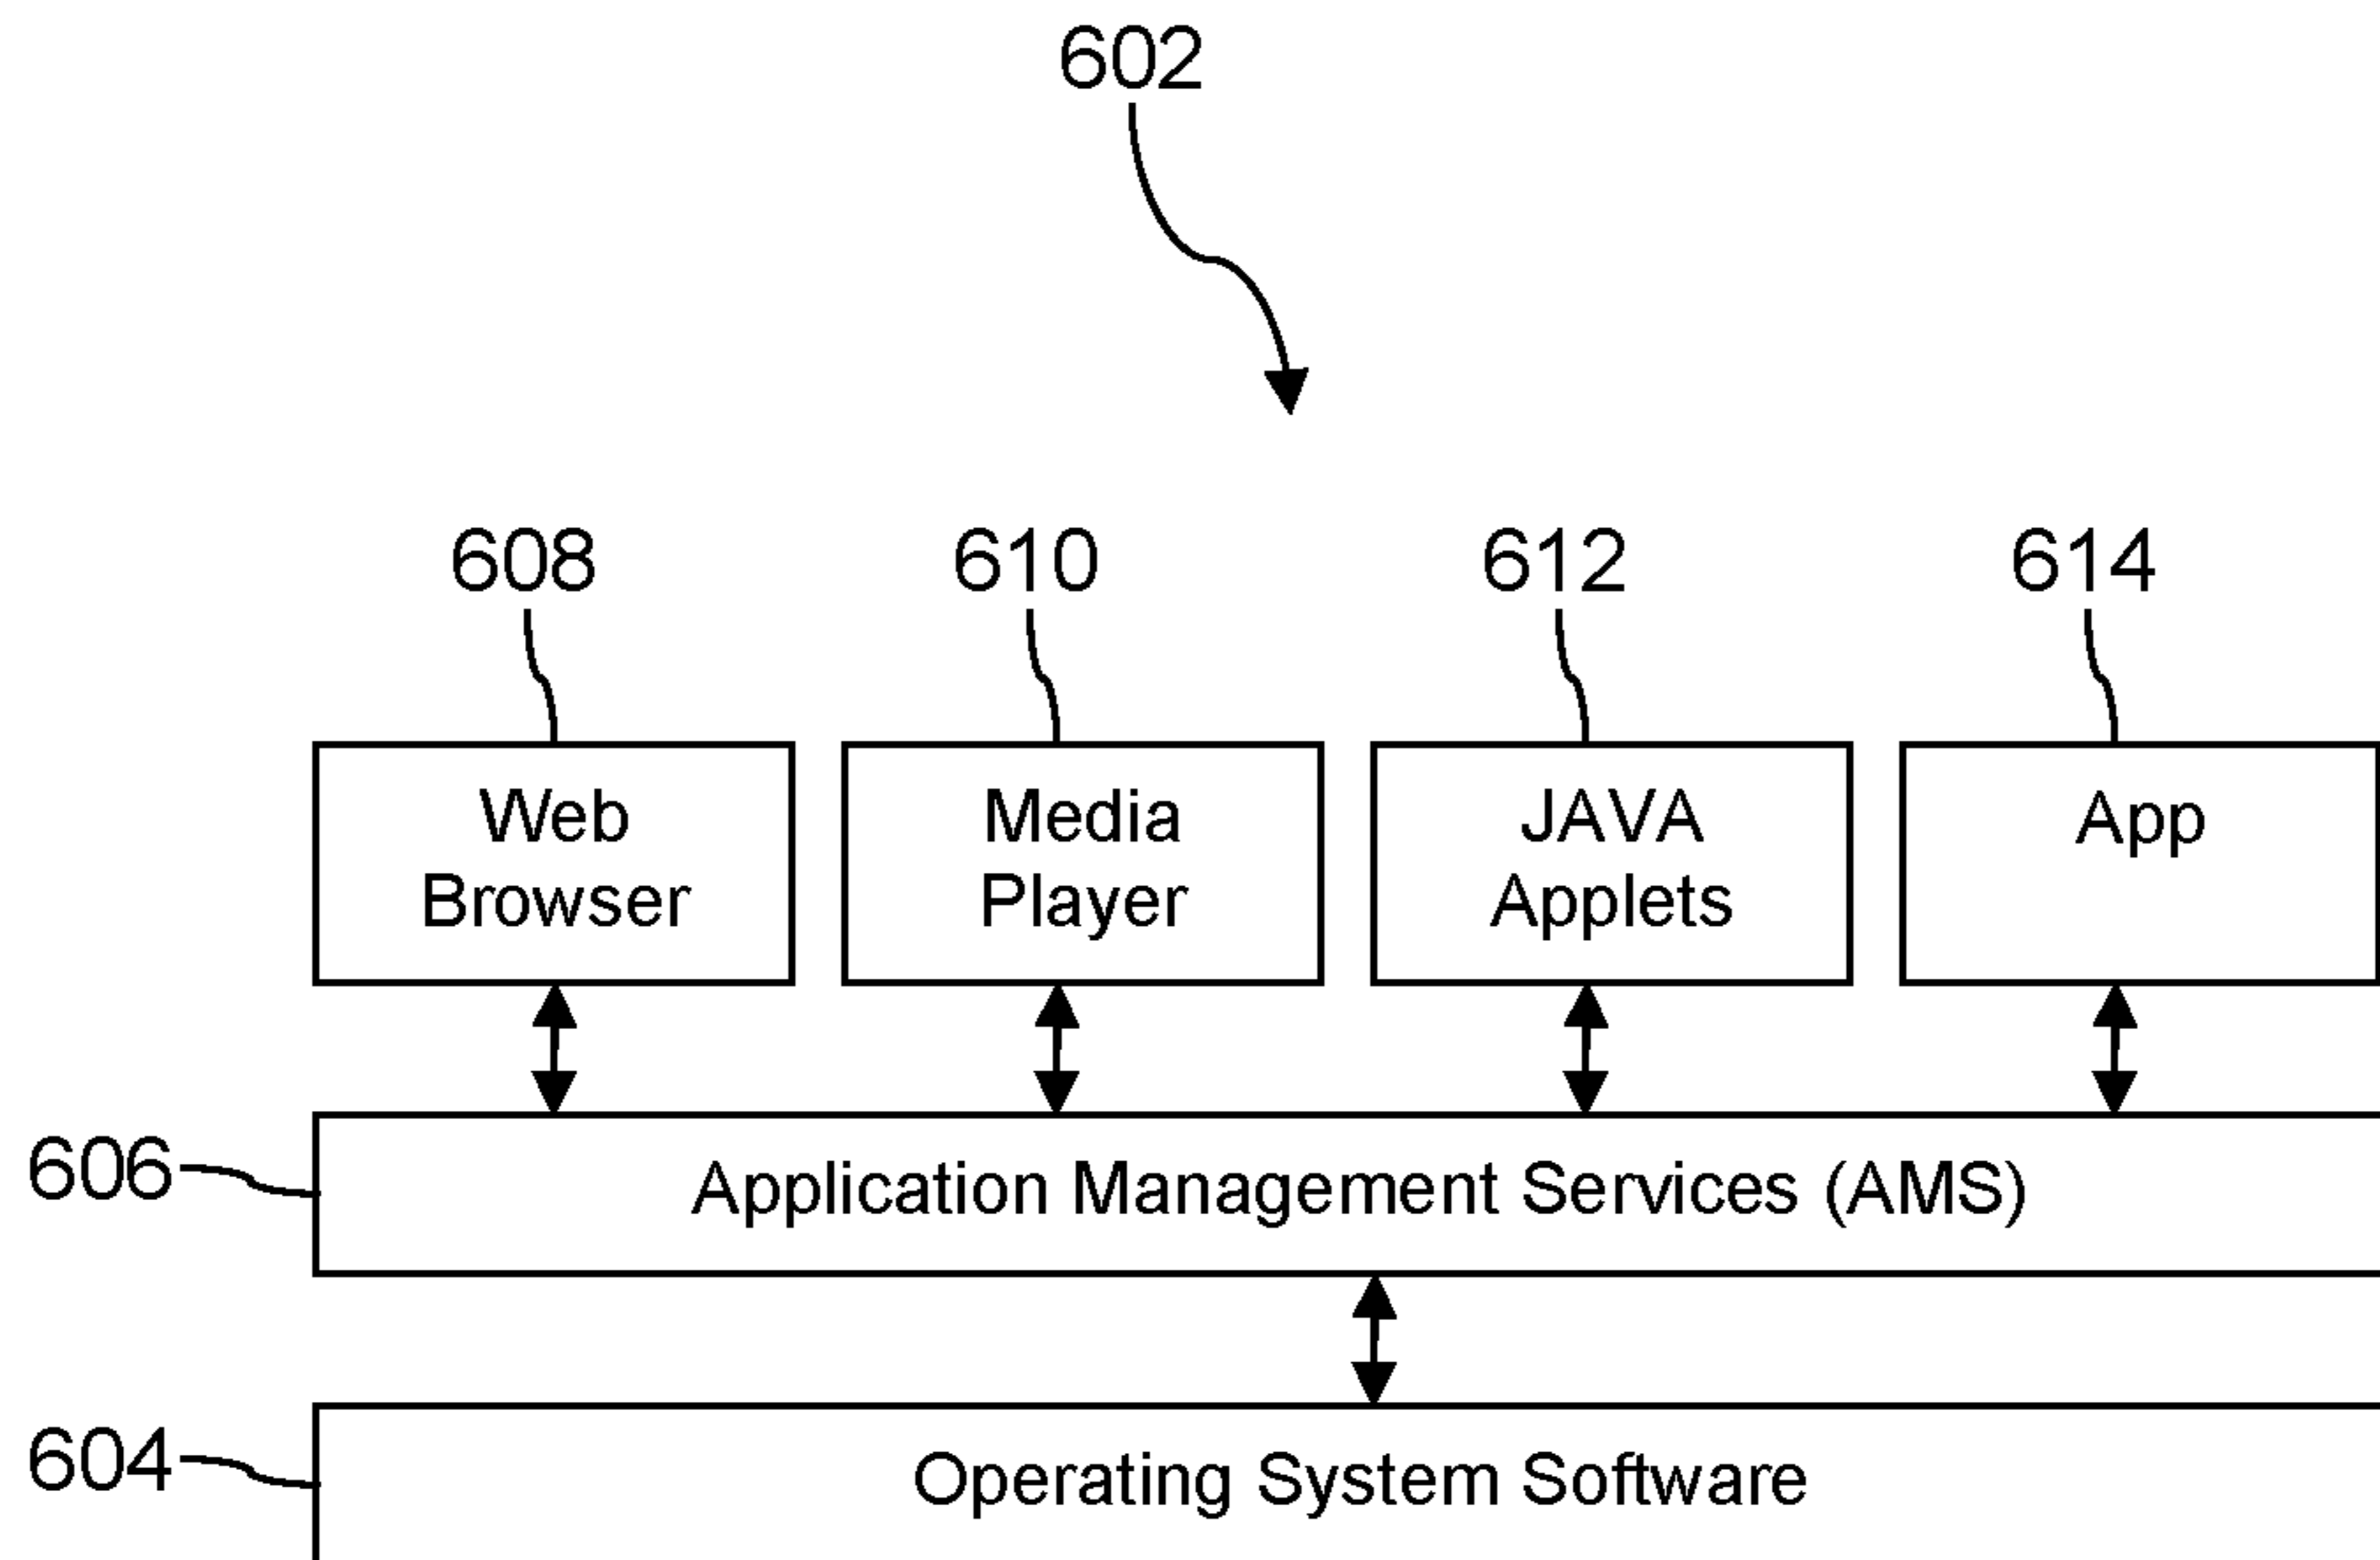 602
608
610
612
614
Web
Browser
Media
Player
JAVA
Applets
App
606
Application Management Services (AMS)
604
Operating System Software